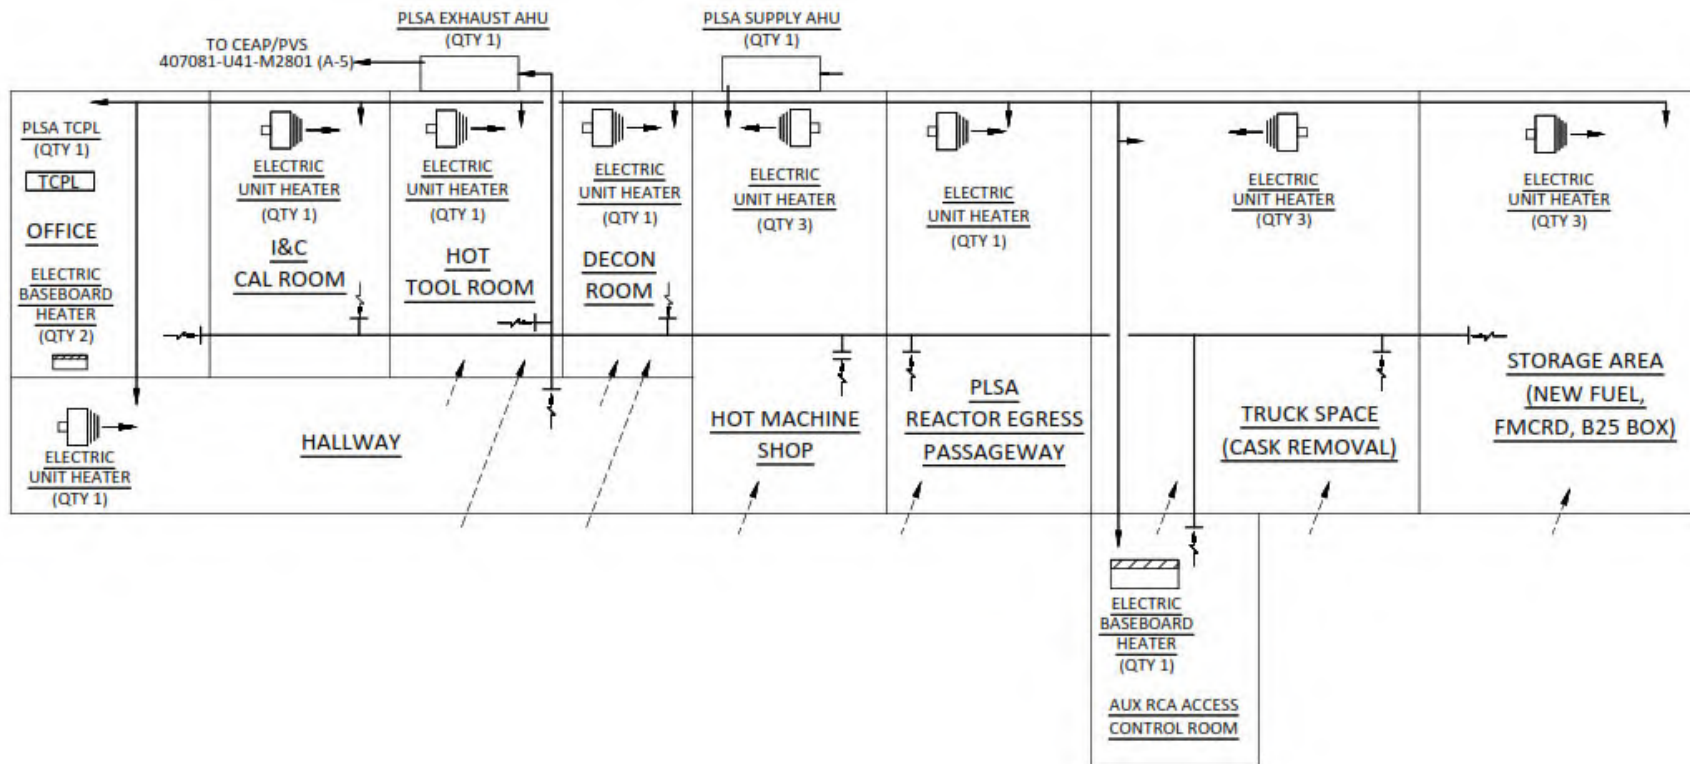 PLSA EXHAUST AHU
(QTY 1)
PLSA SUPPLY AHU
(QTY 1)
TO CEAP/PVS
407081-U41-M2801 (A-5)
PLSA TCPL
(QTY 1)
TCPL
OFFICE
ELECTRIC
BASEBOARD
HEATER
(QTY 2)
ELECTRIC
UNIT HEATER
(QTY 1)
I&C
CAL ROOM
ELECTRIC
UNIT HEATER
(QTY 1)
HOT
TOOL ROOM
ELECTRIC
UNIT HEATER
(QTY 1)
DECON
ROOM
ELECTRIC
UNIT HEATER
(QTY 3)
HOT MACHINE
SHOP
ELECTRIC
UNIT HEATER
(QTY 1)
PLSA
REACTOR EGRESS
PASSAGEWAY
ELECTRIC
UNIT HEATER
(QTY 3)
TRUCK SPACE
(CASK REMOVAL)
ELECTRIC
UNIT HEATER
(QTY 3)
STORAGE AREA
(NEW FUEL,
FMCRD, B25 BOX)
ELECTRIC
UNIT HEATER
(QTY 1)
HALLWAY
ELECTRIC
BASEBOARD
HEATER
(QTY 1)
AUX RCA ACCESS
CONTROL ROOM